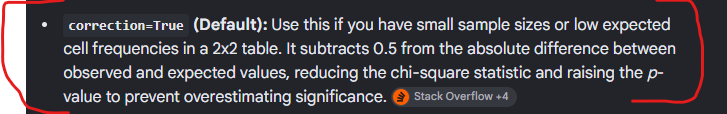 • correction=True (Default): Use this if you have small sample sizes or low expected
cell frequencies in a 2x2 table. It subtracts 0.5 from the absolute difference between
observed and expected values, reducing the chi-square statistic and raising the p-
value to prevent overestimating significance. Stack Overflow +4